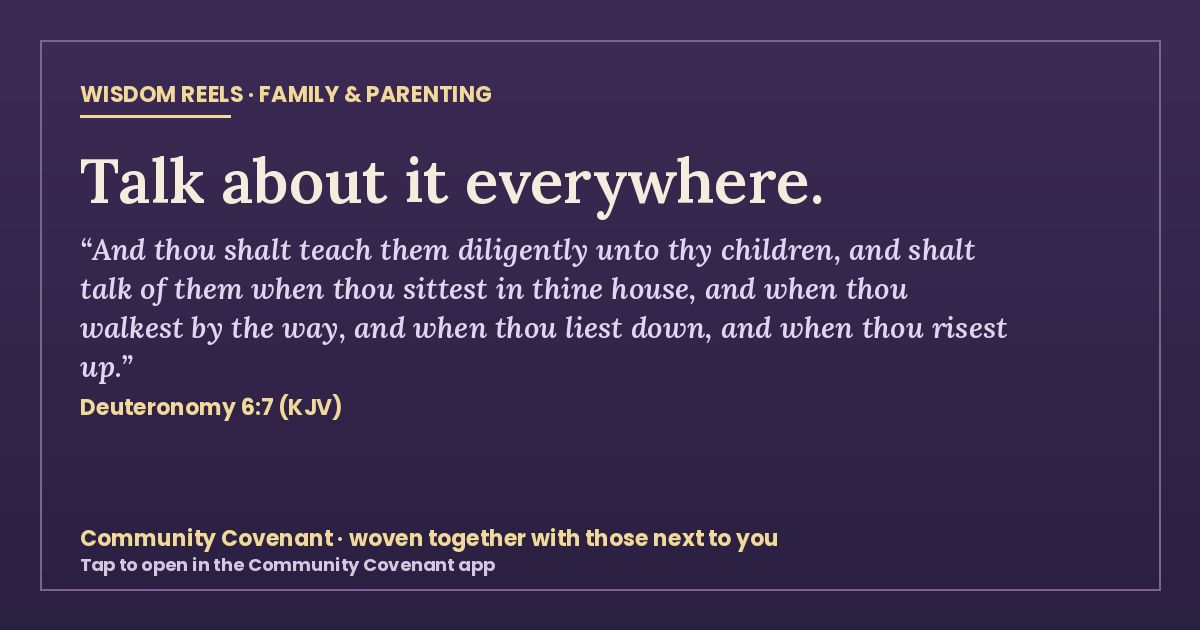 WISDOM REELS · FAMILY & PARENTING
Talk about it everywhere.
“And thou shalt teach them diligently unto thy children, and shalt
talk of them when thou sittest in thine house, and when thou
walkest by the way, and when thou liest down, and when thou risest
up.”
Deuteronomy 6:7 (KJV)
Community Covenant · woven together with those next to you
Tap to open in the Community Covenant app